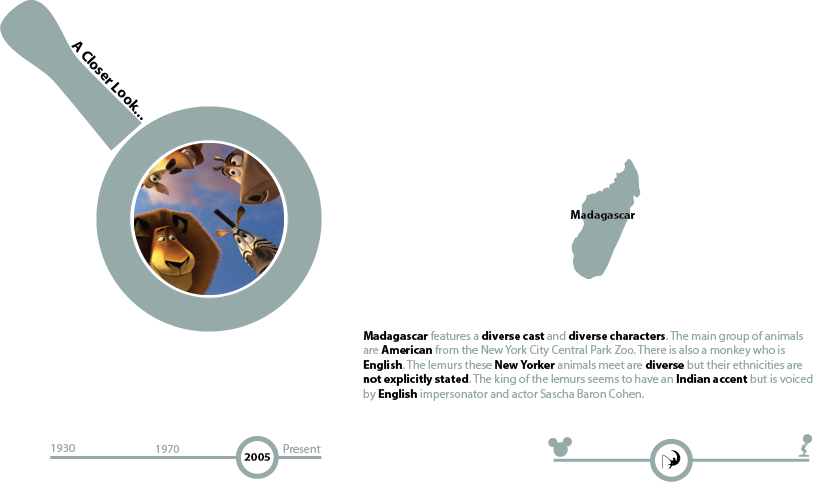 A Closer Look...
Madagascar
Madagascar features a diverse cast and diverse characters. The main group of animals
are American from the New York City Central Park Zoo. There is also a monkey who is
English. The lemurs these New Yorker animals meet are diverse but their ethnicities are
not explicitly stated. The king of the lemurs seems to have an Indian accent but is voiced
by English impersonator and actor Sascha Baron Cohen.
1930
1970
2005
Present